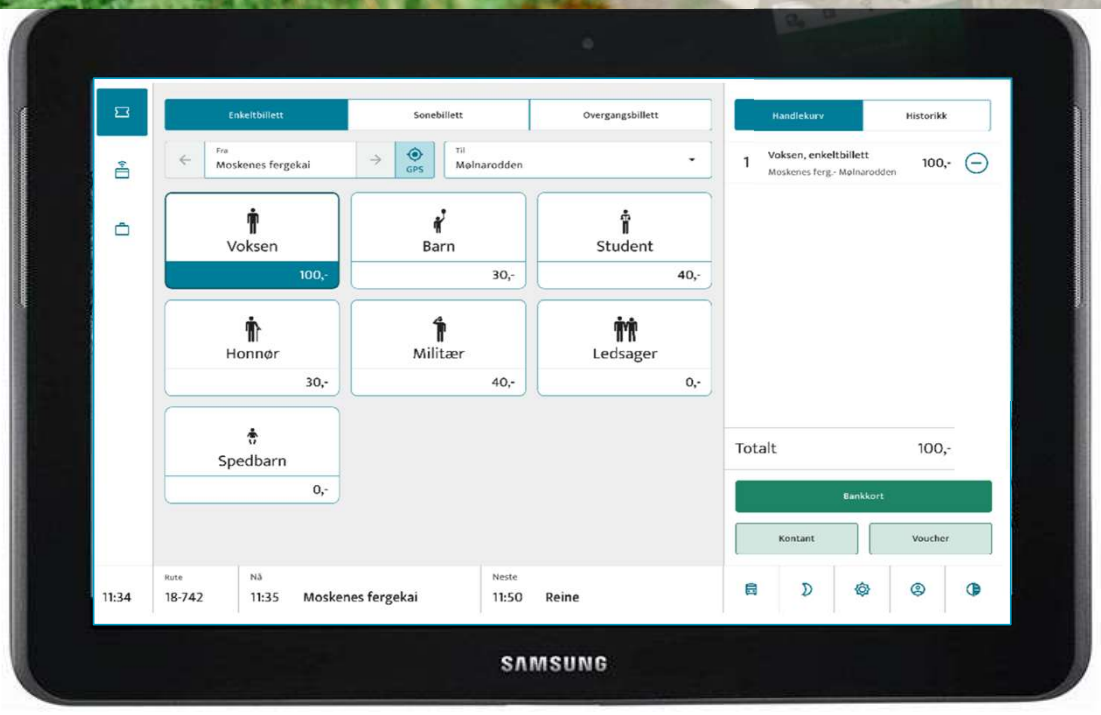 Enkeltbillett
Sonebillett
Overgangsbillett
Fra
Moskenes fergekai
GPS
Til
Mølnarodden
Voksen
100,-
Barn
30,-
Student
40,-
Honnør
30,-
Militær
40,-
Ledsager
0,-
Spedbarn
0,-
Handlekurv
Historikk
1
Voksen, enkeltbillett
Moskenes ferg.- Mølnarodden
100,-
Totalt
100,-
Bankkort
Kontant
Voucher
11:34
Rute
18-742
Nå
11:35 Moskenes fergekai
Neste
11:50 Reine
SAMSUNG